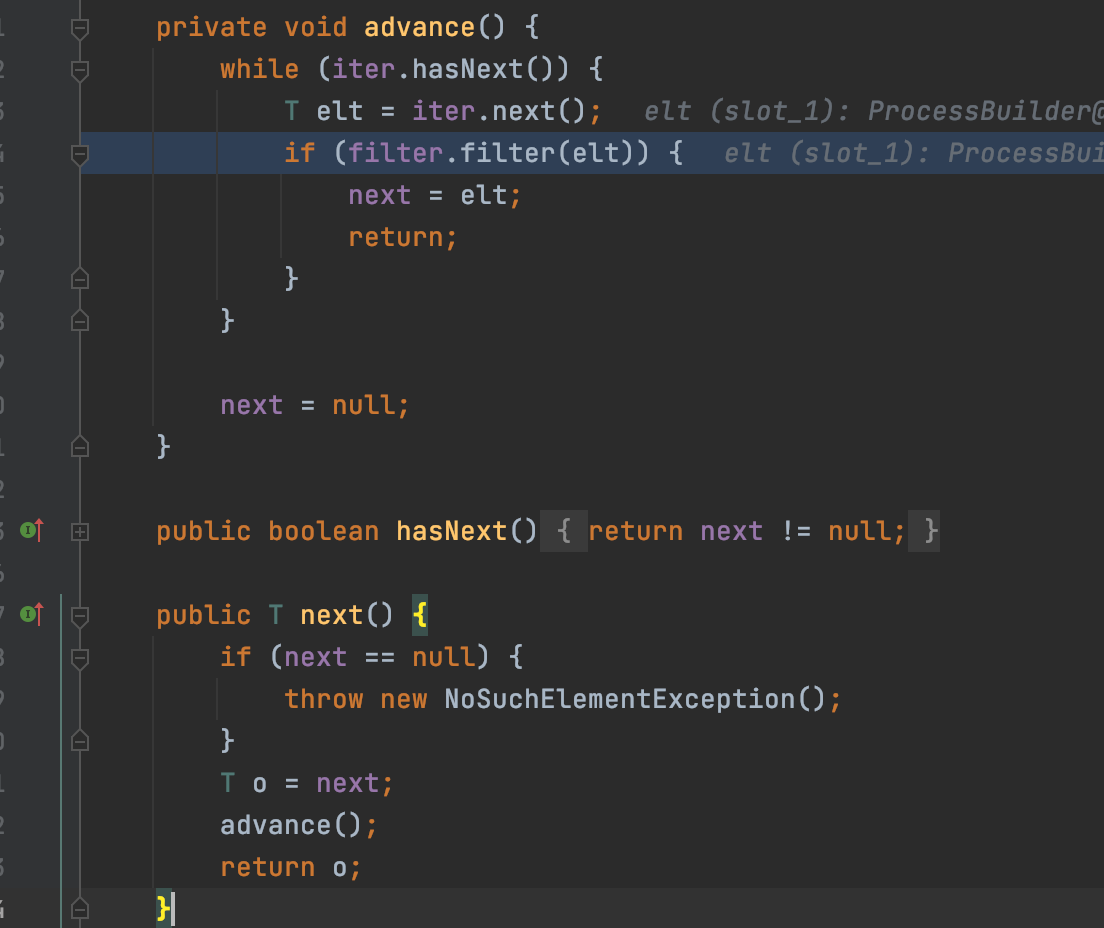 private void advance() {
while (iter.hasNext()) {
T elt = iter.next(); elt (slot_1): ProcessBuilder@
if (filter.filter(elt)) { elt (slot_1):
next = elt;
return;
}
}
next = null;
}
public boolean hasNext() { return next != null; }
public T next() {
if (next == null) {
throw new NoSuchElementException();
}
T o = next;
advance();
return o;
}